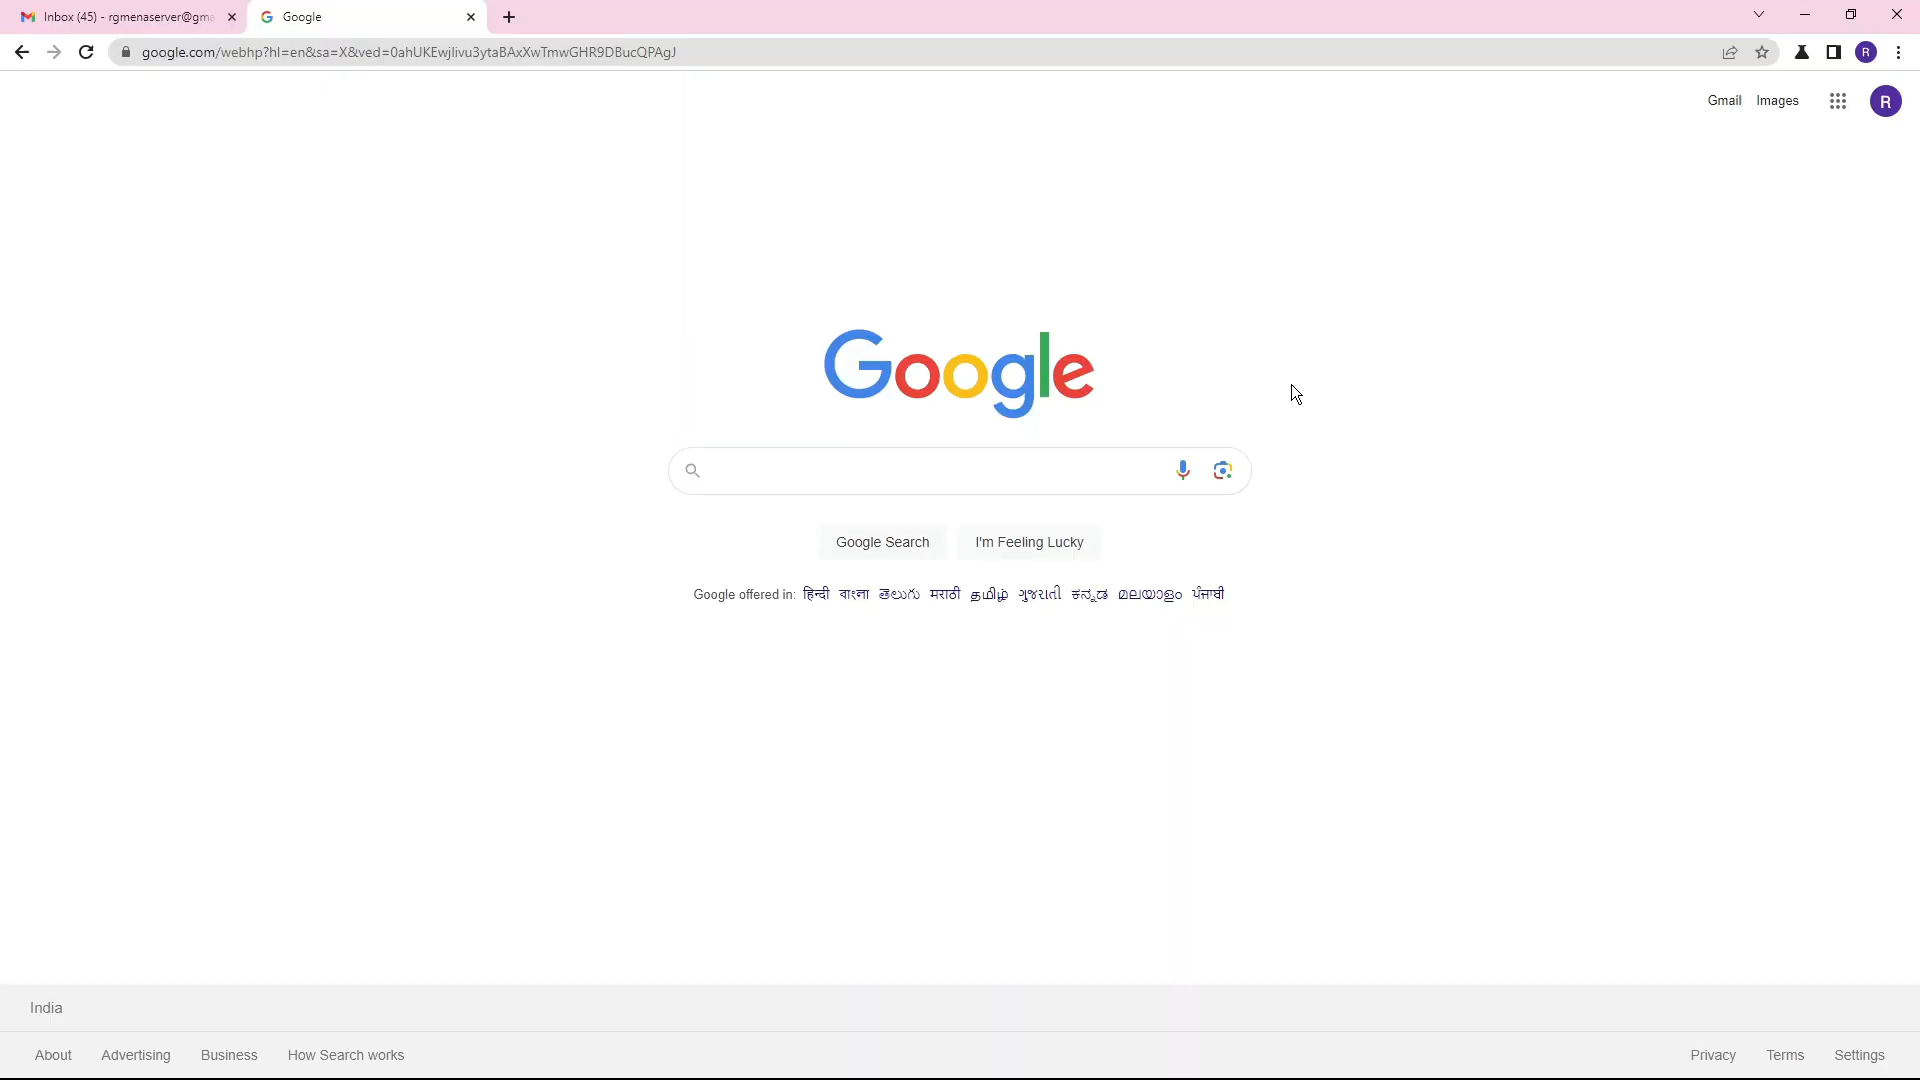 Inbox (45) - rgmenaserver@gma
Google
google.com/webhp?hl=en&sa=X&ved=0ahUKEwjlivu3ytaBAxXwTmwGHR9DBucQPAgJ
R
Gmail Images
R
Google
Google Search I'm Feeling Lucky
Google offered in: हिन्दी বাংলা తెలుగు मराठी தமிழ் ગુજરાતી ಕನ್ನಡ മലയാളം ਪੰਜਾਬੀ
India
About Advertising Business How Search works Privacy Terms Settings